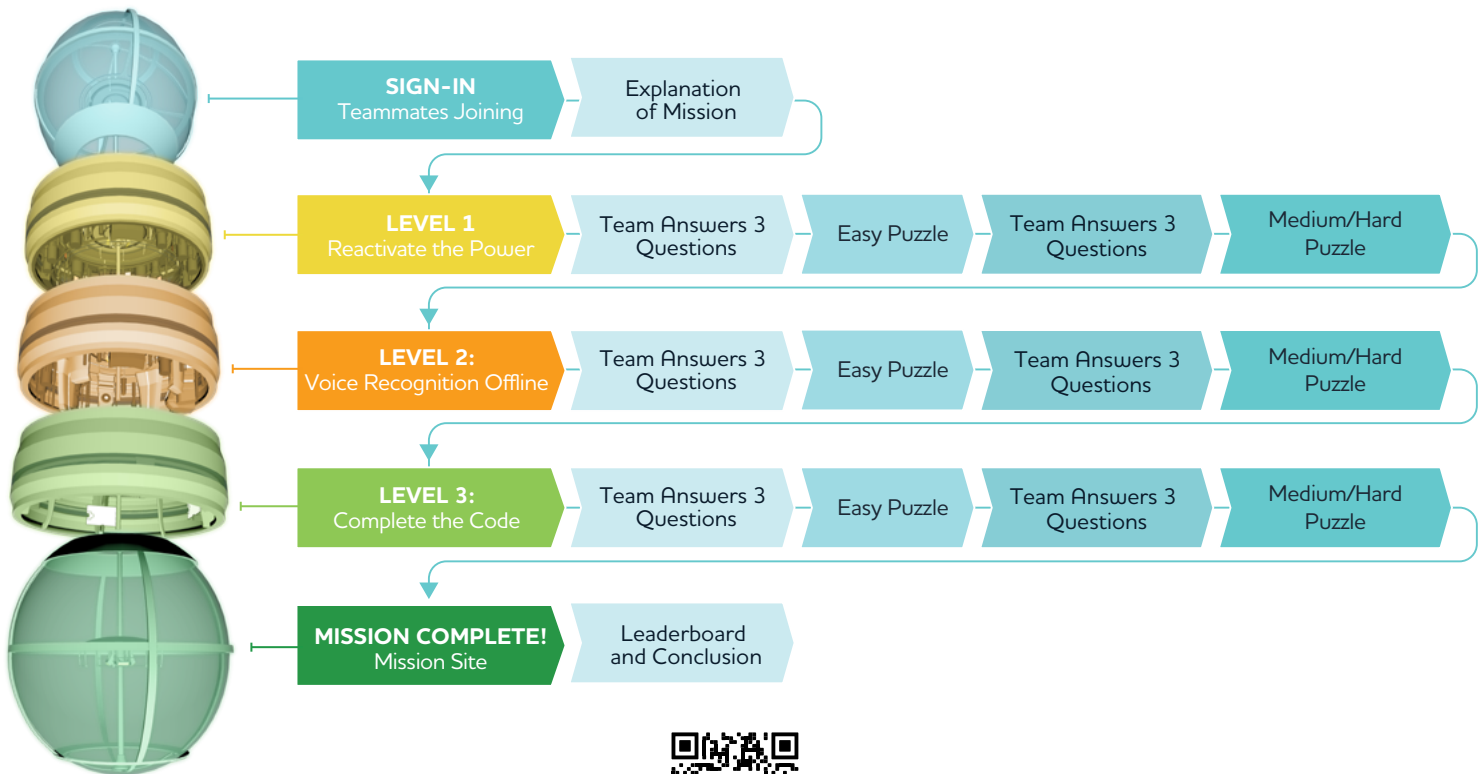 SIGN-IN
Teammates Joining
Explanation
of Mission
LEVEL 1
Reactivate the Power
Team Answers 3
Questions
Easy Puzzle
Team Answers 3
Questions
Medium/Hard
Puzzle
LEVEL 2:
Voice Recognition Offline
Team Answers 3
Questions
Easy Puzzle
Team Answers 3
Questions
Medium/Hard
Puzzle
LEVEL 3:
Complete the Code
Team Answers 3
Questions
Easy Puzzle
Team Answers 3
Questions
Medium/Hard
Puzzle
MISSION COMPLETE!
Mission Site
Leaderboard
and Conclusion